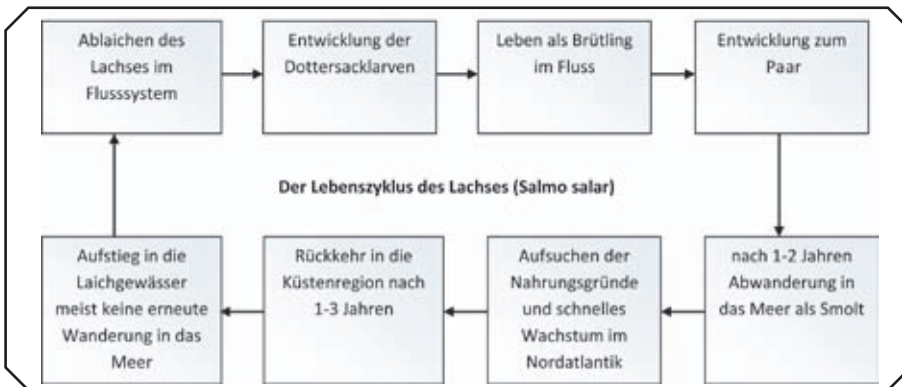 Ablaichen des
Lachses im
Flusssystem
Entwicklung der
Dottersacklarven
Leben als Brütling
im Fluss
Entwicklung zum
Paar
Der Lebenszyklus des Lachses (Salmo salar)
nach 1-2 Jahren
Abwanderung in
das Meer als Smolt
Aufsuchen der
Nahrungsgründe
und schnelles
Wachstum im
Nordatlantik
Rückkehr in die
Küstenregion nach
1-3 Jahren
Aufstieg in die
Laichgewässer
meist keine erneute
Wanderung in das
Meer